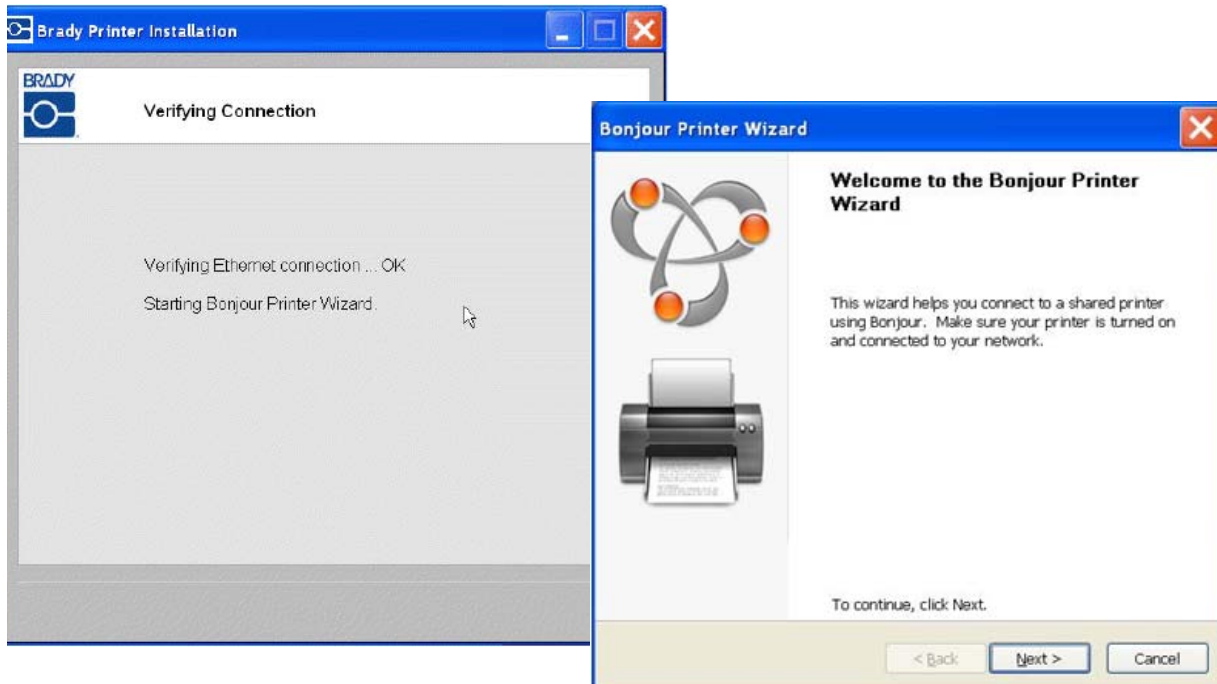 Brady Printer Installation
BRADY
Verifying Connection
Verifying Ethernet connection ... OK
Starting Bonjour Printer Wizard.
Bonjour Printer Wizard
Welcome to the Bonjour Printer
Wizard
This wizard helps you connect to a shared printer
using Bonjour. Make sure your printer is turned on
and connected to your network.
To continue, click Next.
< Back
Next >
Cancel